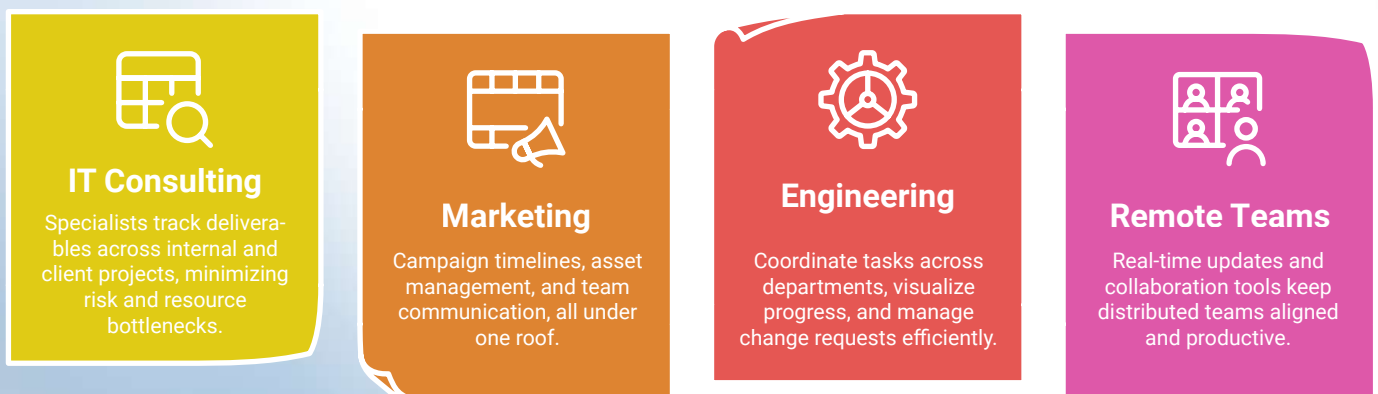 IT Consulting
Specialists track delivera-
bles across internal and
client projects, minimizing
risk and resource
bottlenecks.
Marketing
Campaign timelines, asset
management, and team
communication, all under
one roof.
Engineering
Coordinate tasks across
departments, visualize
progress, and manage
change requests efficiently.
Remote Teams
Real-time updates and
collaboration tools keep
distributed teams aligned
and productive.